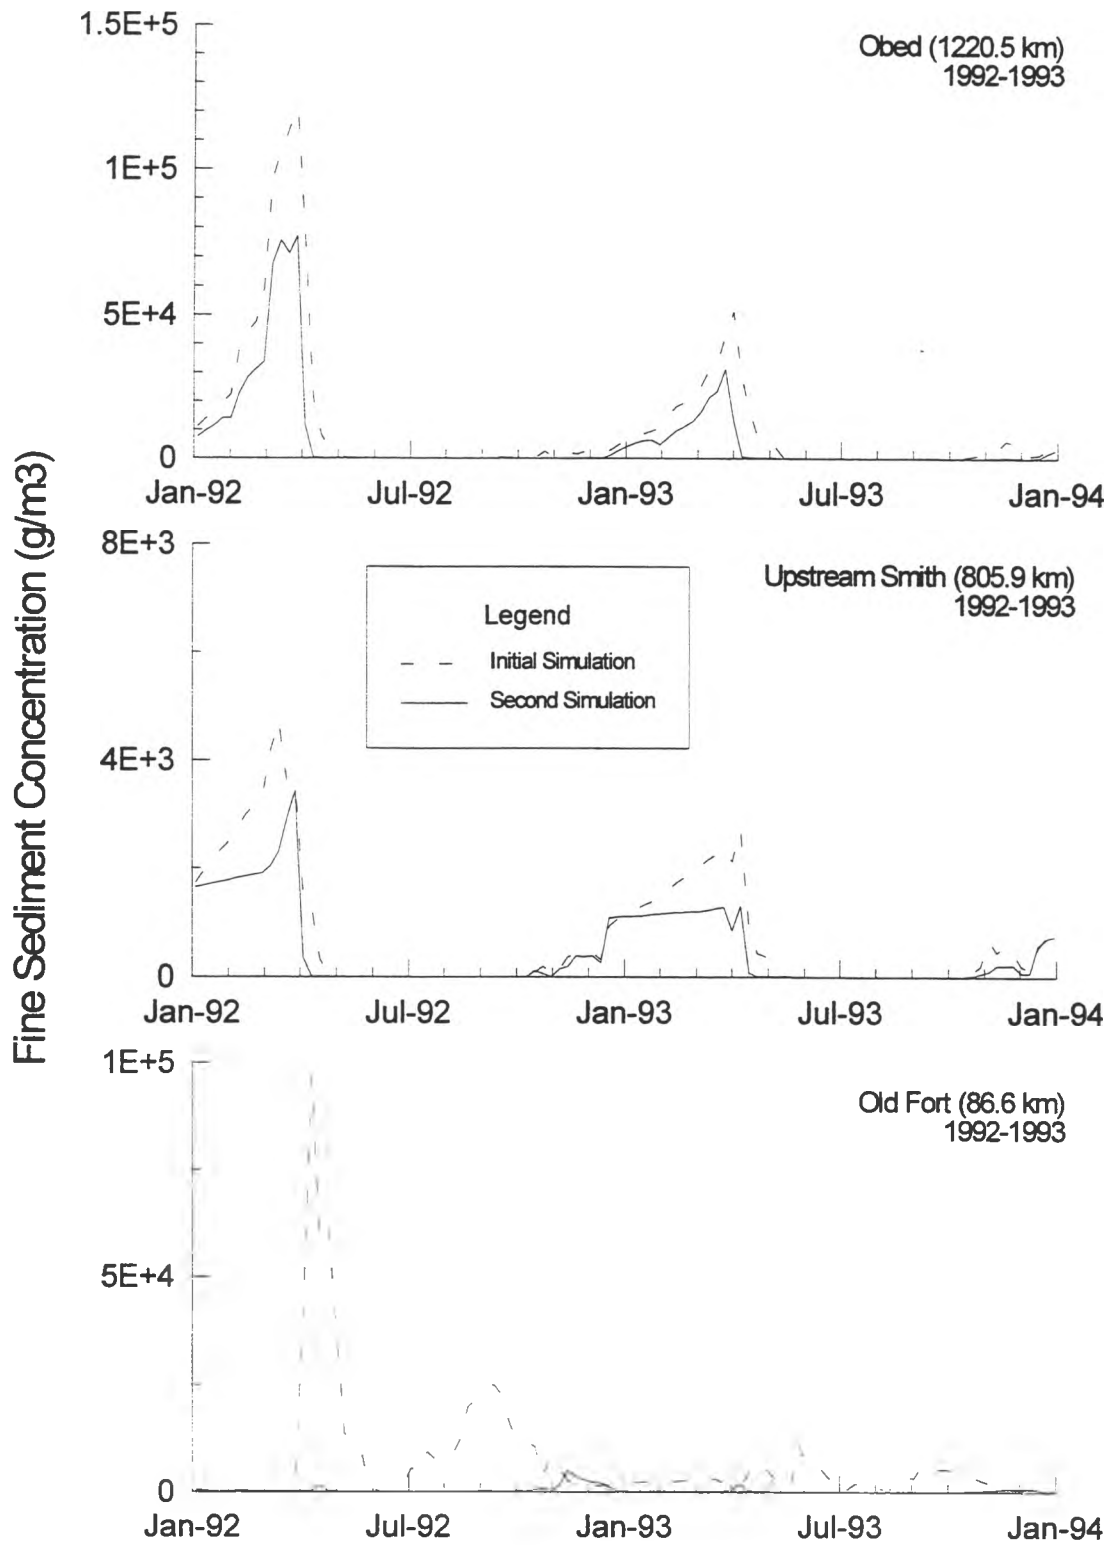 Fine Sediment Concentration (g/m3)
1.5E+5
1E+5
5E+4
0
Obed (1220.5 km)
1992-1993
Jan-92 Jul-92 Jan-93 Jul-93 Jan-94
8E+3
4E+3
0
Upstream Smith (805.9 km)
1992-1993
Legend
Initial Simulation
Second Simulation
Jan-92 Jul-92 Jan-93 Jul-93 Jan-94
1E+5
5E+4
0
Old Fort (86.6 km)
1992-1993
Jan-92 Jul-92 Jan-93 Jul-93 Jan-94